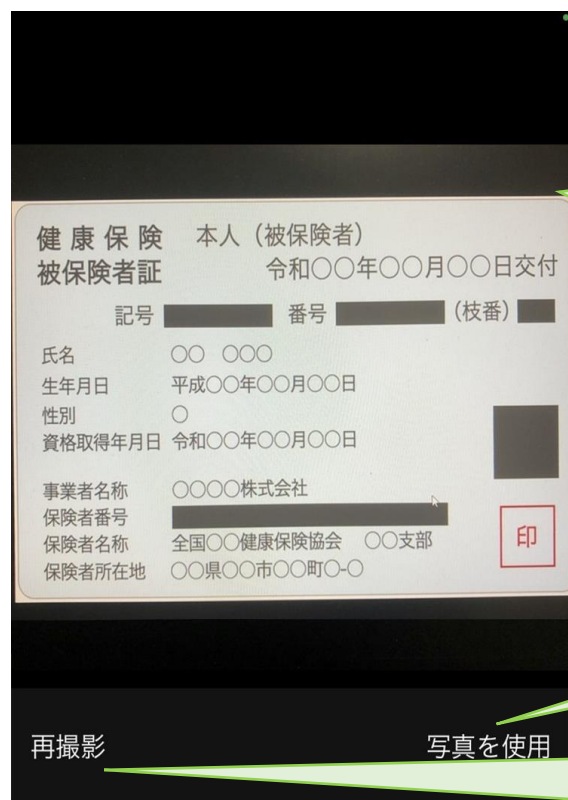 健康保険 本人（被保険者）
被保険者証 令和〇〇年〇〇月〇〇日交付
記号 番号 （枝番）
氏名 〇〇 〇〇〇
生年月日 平成〇〇年〇〇月〇〇日
性別 〇
資格取得年月日 令和〇〇年〇〇月〇〇日
事業者名称 〇〇〇〇株式会社
保険者番号
保険者名称 全国〇〇健康保険協会 〇〇支部
保険者所在地 〇〇県〇〇市〇〇町〇-〇
印
再撮影 写真を使用